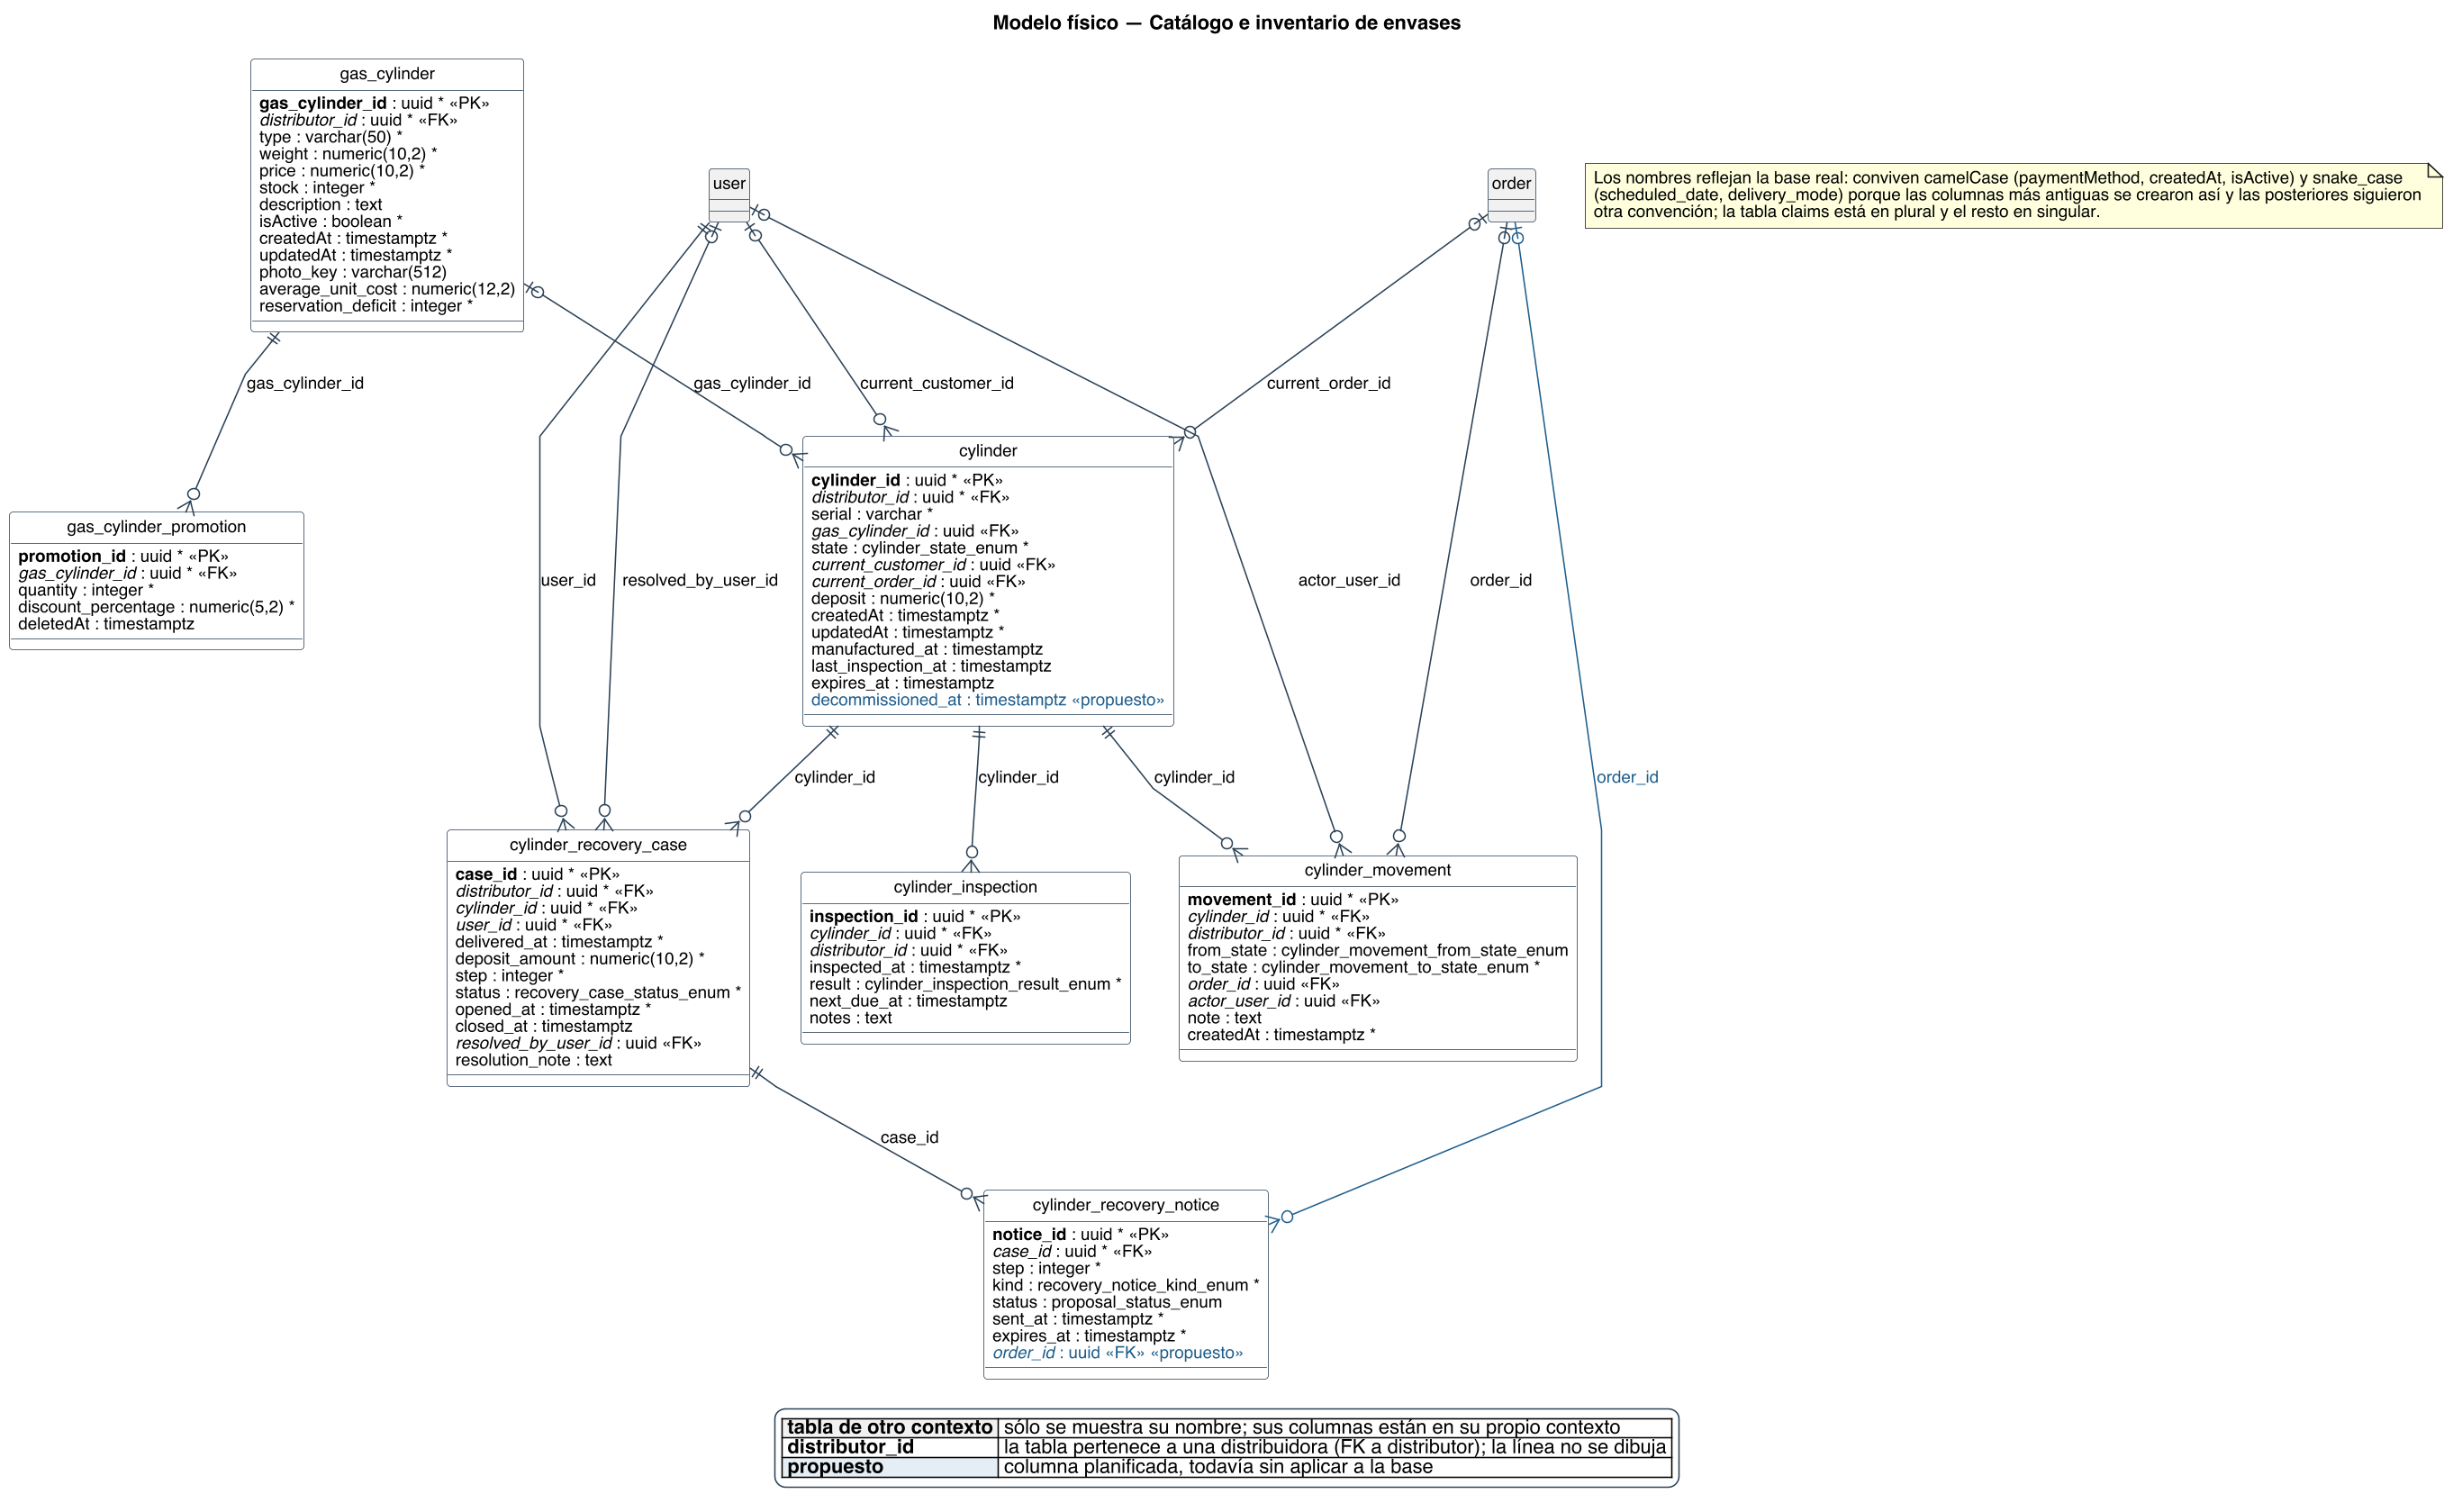 Modelo físico — Catálogo e inventario de envases
gas_cylinder
gas_cylinder_id : uuid * «PK»
distributor_id : uuid * «FK»
type : varchar(50) *
weight : numeric(10,2) *
price : numeric(10,2) *
stock : integer *
description : text
isActive : boolean *
createdAt : timestamptz *
updatedAt : timestamptz *
photo_key : varchar(512)
average_unit_cost : numeric(12,2)
reservation_deficit : integer *
user
order
Los nombres reflejan la base real: conviven camelCase (paymentMethod, createdAt, isActive) y snake_case
(scheduled_date, delivery_mode) porque las columnas más antiguas se crearon así y las posteriores siguieron
otra convención; la tabla claims está en plural y el resto en singular.
gas_cylinder_id
gas_cylinder_id
current_customer_id
current_order_id
gas_cylinder_promotion
promotion_id : uuid * «PK»
gas_cylinder_id : uuid * «FK»
quantity : integer *
discount_percentage : numeric(5,2) *
deletedAt : timestamptz
user_id
resolved_by_user_id
cylinder
cylinder_id : uuid * «PK»
distributor_id : uuid * «FK»
serial : varchar *
gas_cylinder_id : uuid «FK»
state : cylinder_state_enum *
current_customer_id : uuid «FK»
current_order_id : uuid «FK»
deposit : numeric(10,2) *
createdAt : timestamptz *
updatedAt : timestamptz *
manufactured_at : timestamptz
last_inspection_at : timestamptz
expires_at : timestamptz
decommissioned_at : timestamptz «propuesto»
actor_user_id
order_id
cylinder_id
cylinder_id
cylinder_id
order_id
cylinder_recovery_case
case_id : uuid * «PK»
distributor_id : uuid * «FK»
cylinder_id : uuid * «FK»
user_id : uuid * «FK»
delivered_at : timestamptz *
deposit_amount : numeric(10,2) *
step : integer *
status : recovery_case_status_enum *
opened_at : timestamptz *
closed_at : timestamptz
resolved_by_user_id : uuid «FK»
resolution_note : text
cylinder_inspection
inspection_id : uuid * «PK»
cylinder_id : uuid * «FK»
distributor_id : uuid * «FK»
inspected_at : timestamptz *
result : cylinder_inspection_result_enum *
next_due_at : timestamptz
notes : text
cylinder_movement
movement_id : uuid * «PK»
cylinder_id : uuid * «FK»
distributor_id : uuid * «FK»
from_state : cylinder_movement_from_state_enum
to_state : cylinder_movement_to_state_enum *
order_id : uuid «FK»
actor_user_id : uuid «FK»
note : text
createdAt : timestamptz *
case_id
cylinder_recovery_notice
notice_id : uuid * «PK»
case_id : uuid * «FK»
step : integer *
kind : recovery_notice_kind_enum *
status : proposal_status_enum
sent_at : timestamptz *
expires_at : timestamptz *
order_id : uuid «FK» «propuesto»
tabla de otro contexto sólo se muestra su nombre; sus columnas están en su propio contexto
distributor_id la tabla pertenece a una distribuidora (FK a distributor); la línea no se dibuja
propuesto columna planificada, todavía sin aplicar a la base